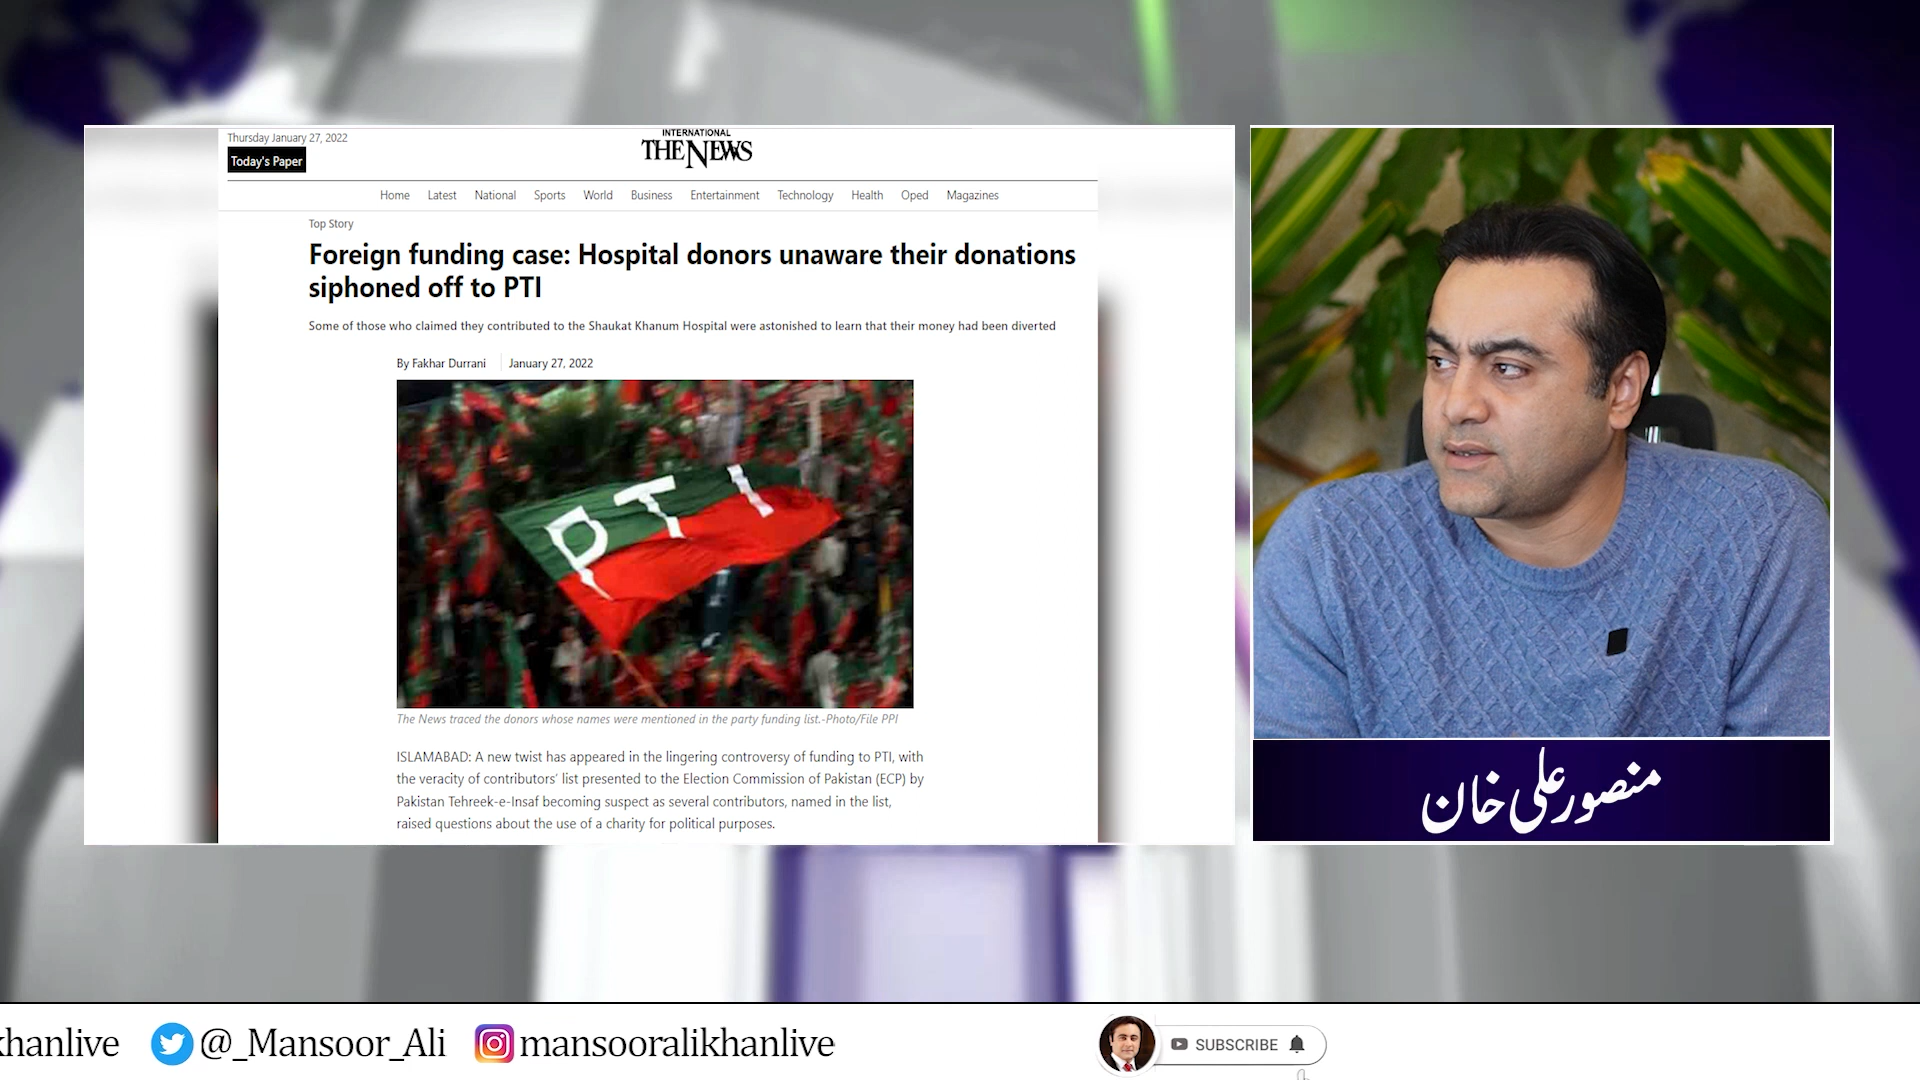 Thursday January 27, 2022
Today's Paper
INTERNATIONAL
THE NEWS
Home Latest National Sports World Business Entertainment Technology Health Oped Magazines
Top Story
Foreign funding case: Hospital donors unaware their donations
siphoned off to PTI
Some of those who claimed they contributed to the Shaukat Khanum Hospital were astonished to learn that their money had been diverted
By Fakhar Durrani January 27, 2022
PTI
The News traced the donors whose names were mentioned in the party funding list.-Photo/File PPI
ISLAMABAD: A new twist has appeared in the lingering controversy of funding to PTI, with
the veracity of contributors' list presented to the Election Commission of Pakistan (ECP) by
Pakistan Tehreek-e-Insaf becoming suspect as several contributors, named in the list,
raised questions about the use of a charity for political purposes.
منصور علی خان
khanlive @_Mansoor_Ali mansooralikhanlive
SUBSCRIBE